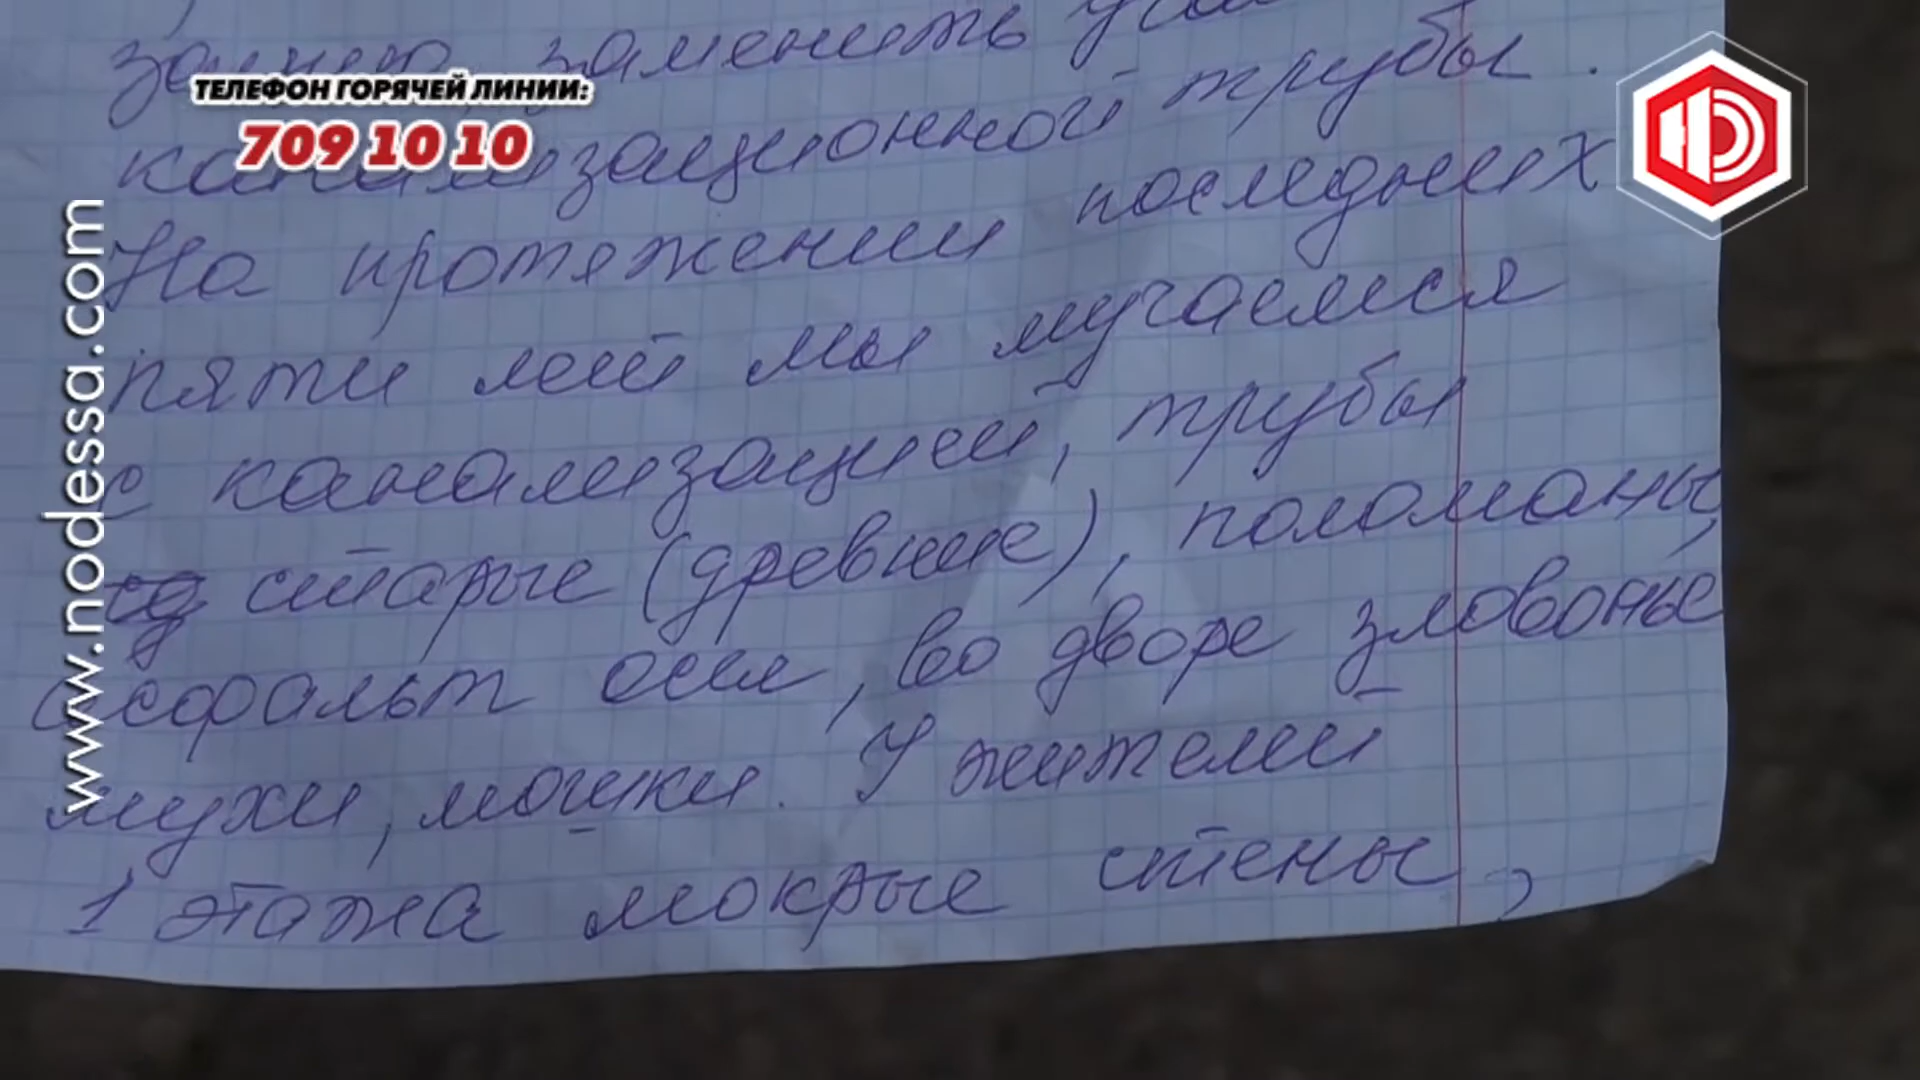 заменить
канализационной трубы.
На протяжении последних
пяти лет мы мучаемся
с канализацией, трубы
старые (древние), поломаны,
асфальт осел, во дворе зловонье
мухи, мошки. У жителей
1 этажа мокрые стены,
ТЕЛЕФОН ГОРЯЧЕЙ ЛИНИИ:
709 10 10
www.nodessa.com